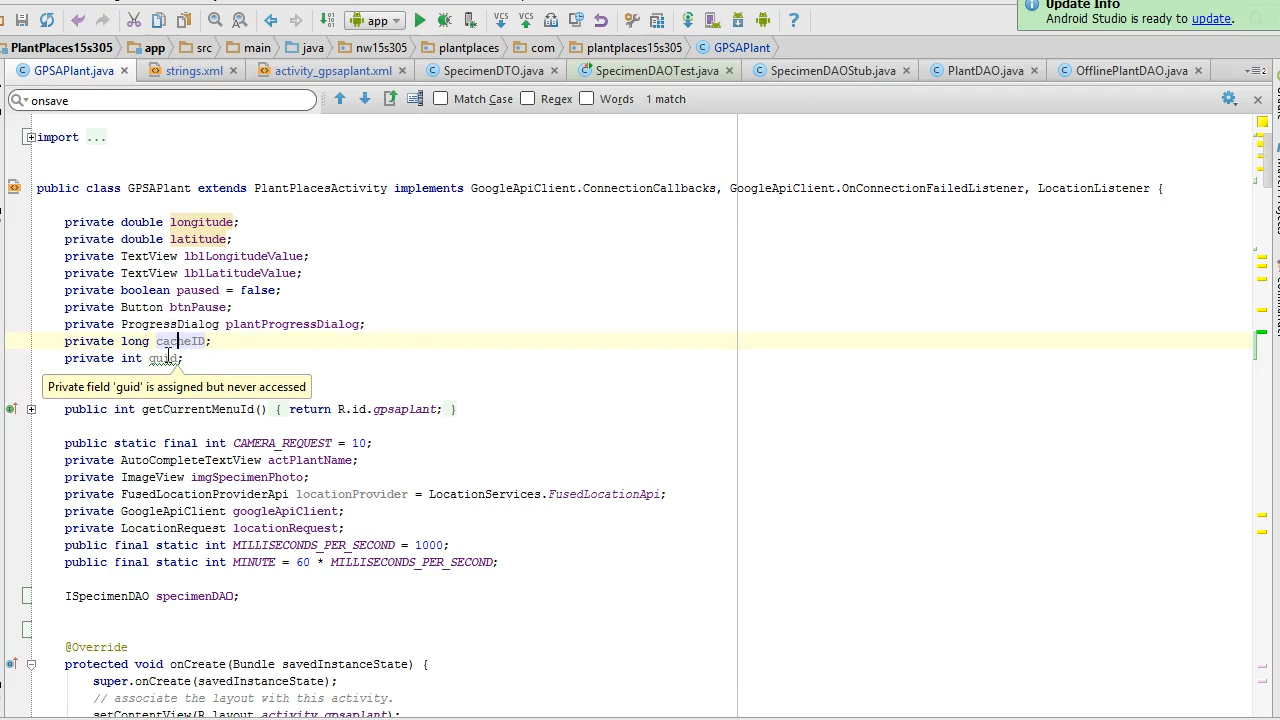 Update Info
Android Studio is ready to update.
app
PlantPlaces15s305 app src main java nw15s305 plantplaces com plantplaces15s305 GPSAPlant
GPSAPlant.java strings.xml activity_gpsaplant.xml SpecimenDTO.java SpecimenDAOTest.java SpecimenDAOStub.java PlantDAO.java OfflinePlantDAO.java
onsave Match Case Regex Words 1 match
import ...
public class GPSAPlant extends PlantPlacesActivity implements GoogleApiClient.ConnectionCallbacks, GoogleApiClient.OnConnectionFailedListener, LocationListener {
private double longitude;
private double latitude;
private TextView lblLongitudeValue;
private TextView lblLatitudeValue;
private boolean paused = false;
private Button btnPause;
private ProgressDialog plantProgressDialog;
private long cacheID;
private int guid;
Private field 'guid' is assigned but never accessed
public int getCurrentMenuId() { return R.id.gpsaplant; }
public static final int CAMERA_REQUEST = 10;
private AutoCompleteTextView actPlantName;
private ImageView imgSpecimenPhoto;
private FusedLocationProviderApi locationProvider = LocationServices.FusedLocationApi;
private GoogleApiClient googleApiClient;
private LocationRequest locationRequest;
public final static int MILLISECONDS_PER_SECOND = 1000;
public final static int MINUTE = 60 * MILLISECONDS_PER_SECOND;
ISpecimenDAO specimenDAO;
@Override
protected void onCreate(Bundle savedInstanceState) {
super.onCreate(savedInstanceState);
// associate the layout with this activity.
setContentView(R.layout.activity_gpsaplant);